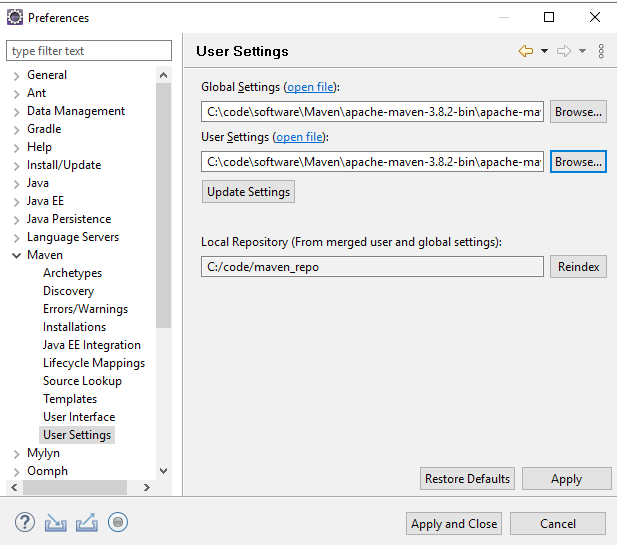 Preferences
type filter text
General
Ant
Data Management
Gradle
Help
Install/Update
Java
Java EE
Java Persistence
Language Servers
Maven
Archetypes
Discovery
Errors/Warnings
Installations
Java EE Integration
Lifecycle Mappings
Source Lookup
Templates
User Interface
User Settings
Mylyn
Oomph
User Settings
Global Settings (open file):
C:\code\software\Maven\apache-maven-3.8.2-bin\apache-ma Browse...
User Settings (open file):
C:\code\software\Maven\apache-maven-3.8.2-bin\apache-ma Browse...
Update Settings
Local Repository (From merged user and global settings):
C:/code/maven_repo Reindex
Restore Defaults Apply
? Apply and Close Cancel